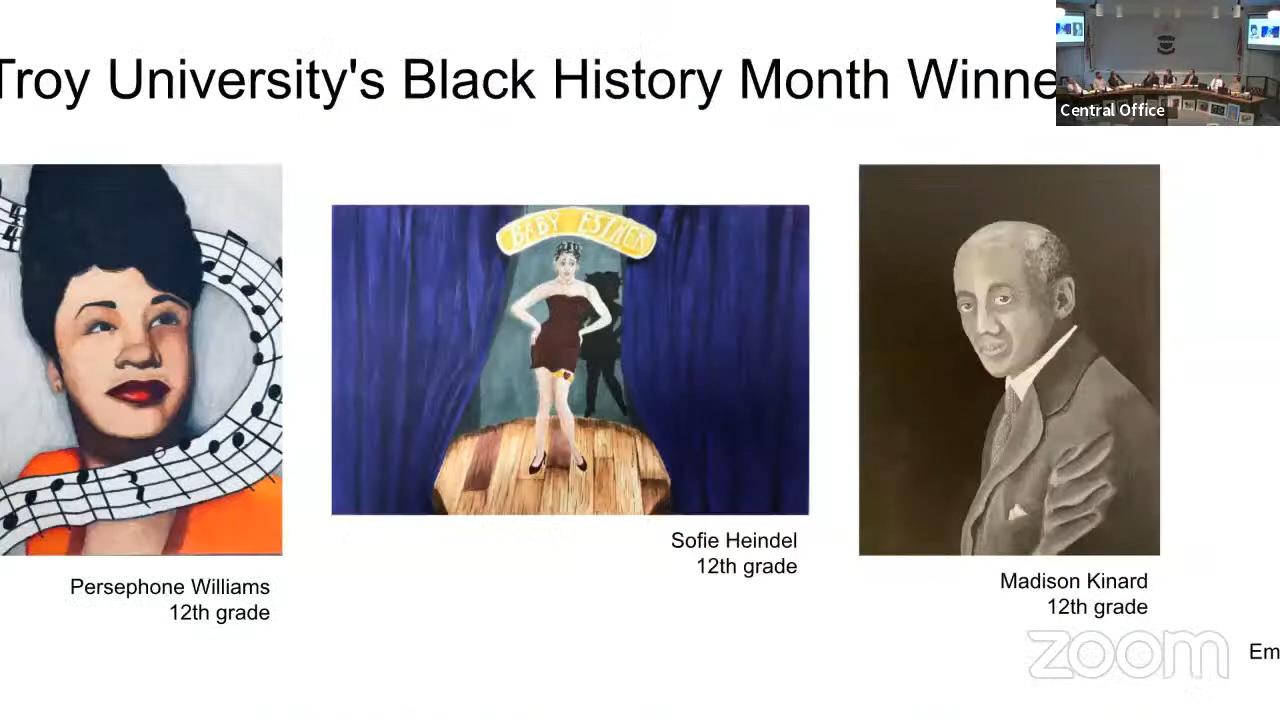 Troy University's Black History Month Winne
Central Office
BABY ESTHER
Persephone Williams
12th grade
Sofie Heindel
12th grade
Madison Kinard
12th grade
zoom
Em